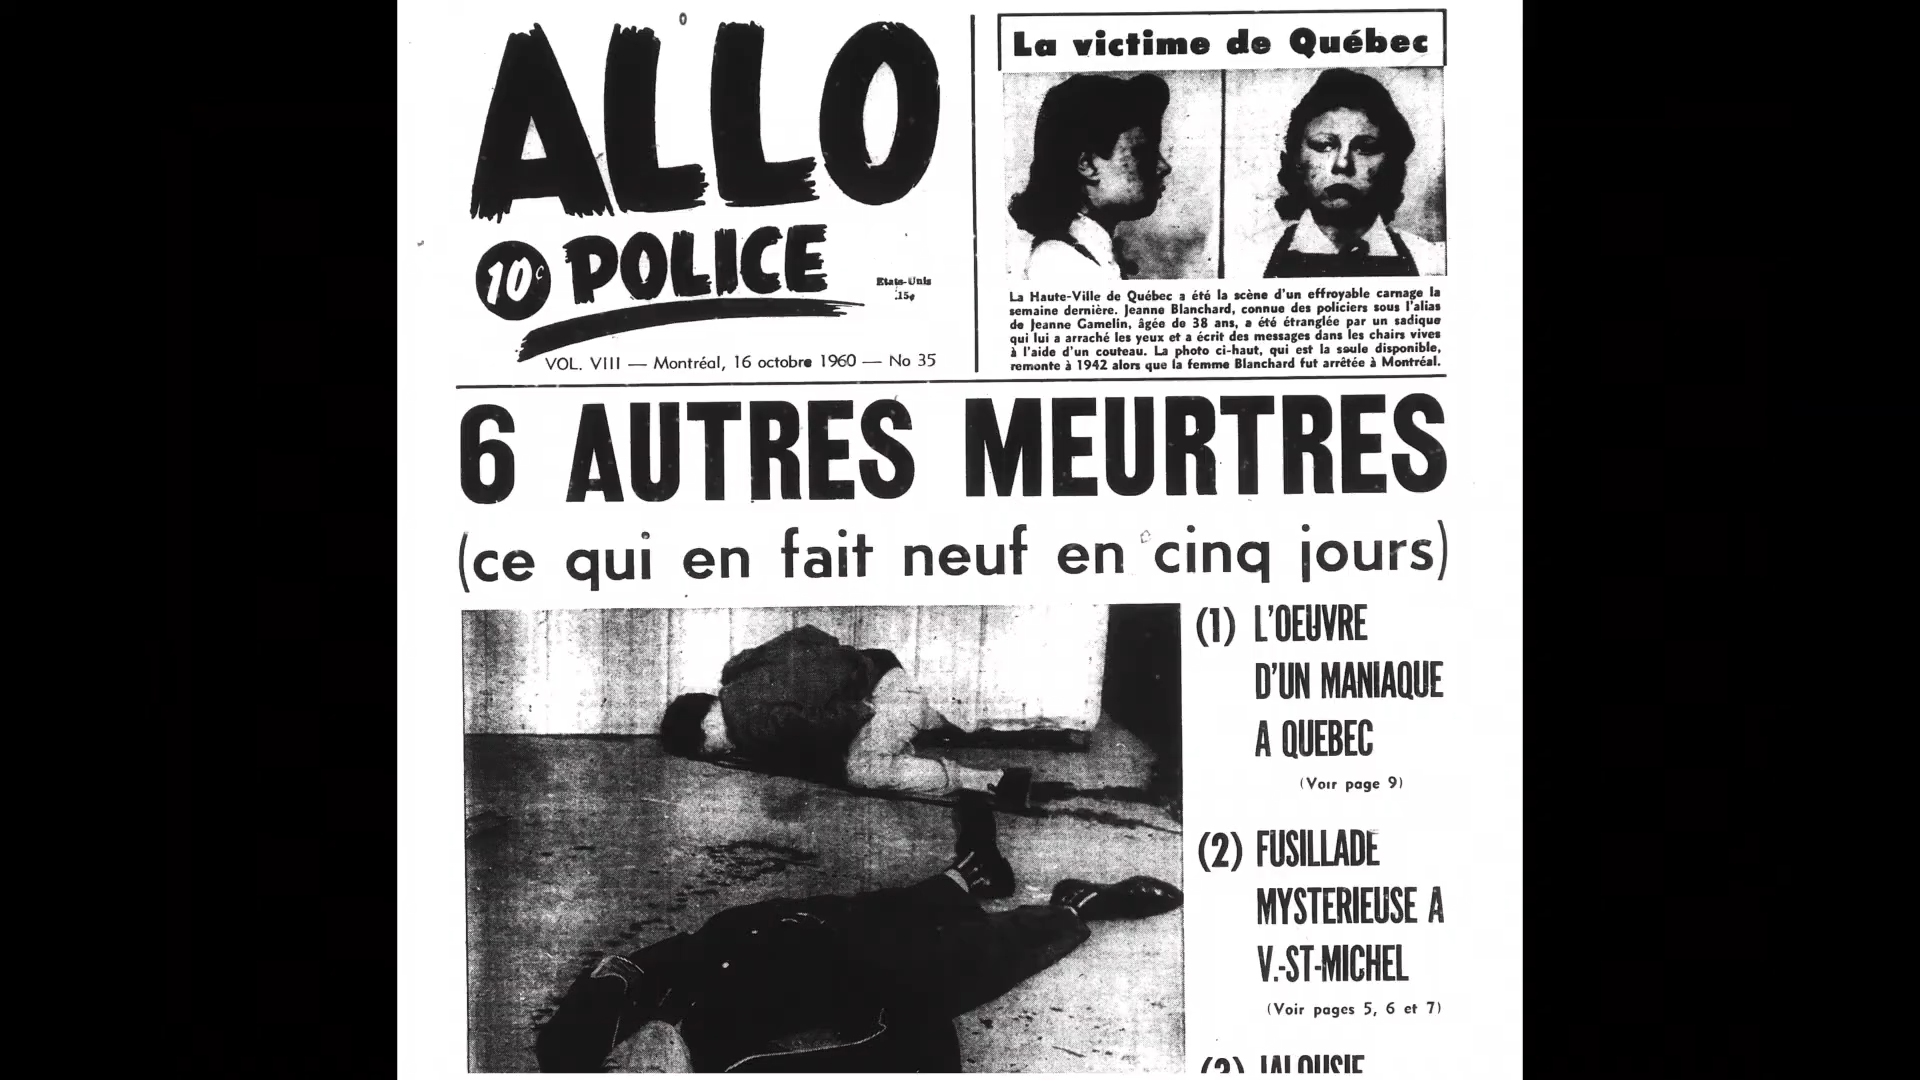 ALLO
10¢ POLICE
Etats-Unis
.15¢
VOL. VIII — Montréal, 16 octobre 1960 — No 35
La victime de Québec
La Haute-Ville de Québec a été la scène d'un effroyable carnage la
semaine dernière. Jeanne Blanchard, connue des policiers sous l'alias
de Jeanne Gamelin, âgée de 38 ans, a été étranglée par un sadique
qui lui a arraché les yeux et a écrit des messages dans les chairs vives
à l'aide d'un couteau. La photo ci-haut, qui est la seule disponible,
remonte à 1942 alors que la femme Blanchard fut arrêtée à Montréal.
6 AUTRES MEURTRES
(ce qui en fait neuf en cinq jours)
(1) L'OEUVRE
D'UN MANIAQUE
A QUEBEC
(Voir page 9)
(2) FUSILLADE
MYSTERIEUSE A
V.-ST-MICHEL
(Voir pages 5, 6 et 7)
(3) JALOUSIE